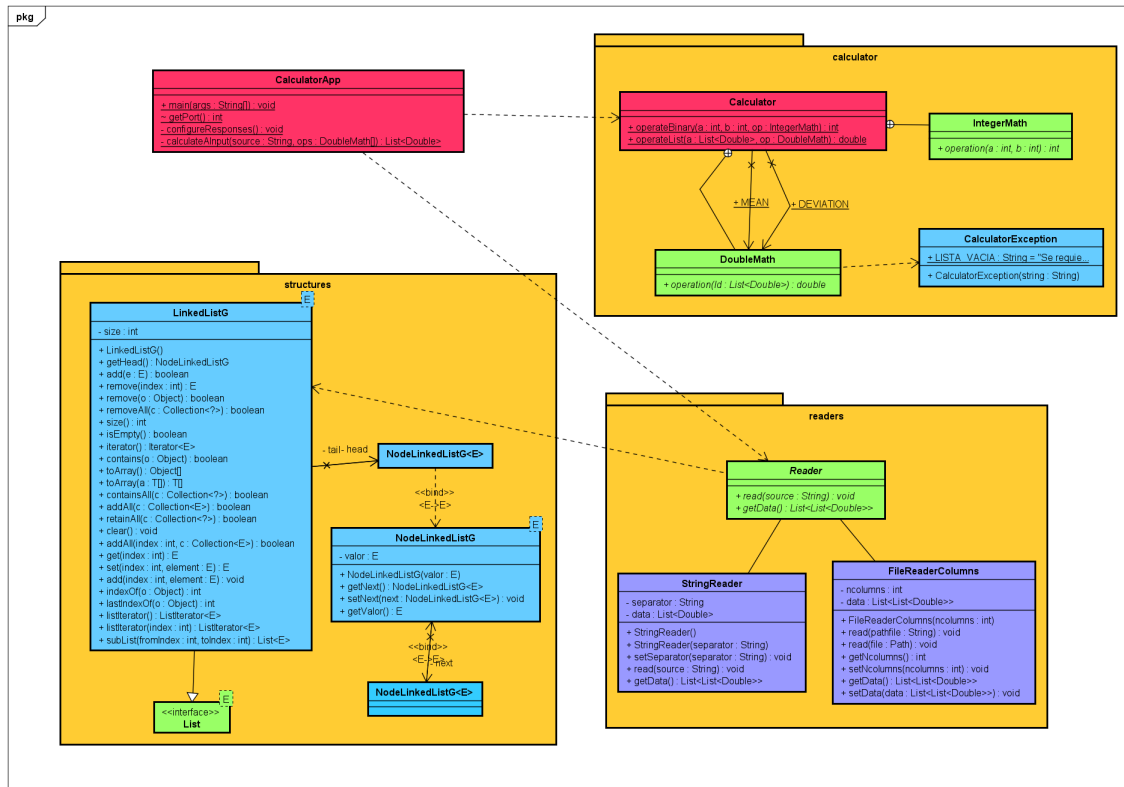 pkg
CalculatorApp
+ main(args : String[]) : void
~ getPort() : int
- configureResponses() : void
- calculateAInput(source : String, ops : DoubleMath[]) : List<Double>
calculator
Calculator
+ operateBinary(a : int, b : int, op : IntegerMath) : int
+ operateList(a : List<Double>, op : DoubleMath) : double
IntegerMath
+ operation(a : int, b : int) : int
+ MEAN
+ DEVIATION
DoubleMath
+ operation(ld : List<Double>) : double
CalculatorException
+ LISTA_VACIA : String = "Se requie...
+ CalculatorException(string : String)
structures
E
LinkedListG
- size : int
+ LinkedListG()
+ getHead() : NodeLinkedListG
+ add(e : E) : boolean
+ remove(index : int) : E
+ remove(o : Object) : boolean
+ removeAll(c : Collection<?>) : boolean
+ size() : int
+ isEmpty() : boolean
+ iterator() : Iterator<E>
+ contains(o : Object) : boolean
+ toArray() : Object[]
+ toArray(a : T[]) : T[]
+ containsAll(c : Collection<?>) : boolean
+ addAll(c : Collection<E>) : boolean
+ retainAll(c : Collection<?>) : boolean
+ clear() : void
+ addAll(index : int, c : Collection<E>) : boolean
+ get(index : int) : E
+ set(index : int, element : E) : E
+ add(index : int, element : E) : void
+ indexOf(o : Object) : int
+ lastIndexOf(o : Object) : int
+ listIterator() : ListIterator<E>
+ listIterator(index : int) : ListIterator<E>
+ subList(fromIndex : int, toIndex : int) : List<E>
- tail
- head
NodeLinkedListG<E>
<<bind>>
<E->E>
E
NodeLinkedListG
- valor : E
+ NodeLinkedListG(valor : E)
+ getNext() : NodeLinkedListG<E>
+ setNext(next : NodeLinkedListG<E>) : void
+ getValor() : E
<<bind>>
<E->E>
- next
NodeLinkedListG<E>
E
<<interface>>
List
readers
Reader
+ read(source : String) : void
+ getData() : List<List<Double>>
StringReader
- separator : String
- data : List<Double>
+ StringReader()
+ StringReader(separator : String)
+ setSeparator(separator : String) : void
+ read(source : String) : void
+ getData() : List<List<Double>>
FileReaderColumns
- ncolumns : int
- data : List<List<Double>>
+ FileReaderColumns(ncolumns : int)
+ read(pathfile : String) : void
+ read(file : Path) : void
+ getNcolumns() : int
+ setNcolumns(ncolumns : int) : void
+ getData() : List<List<Double>>
+ setData(data : List<List<Double>>) : void